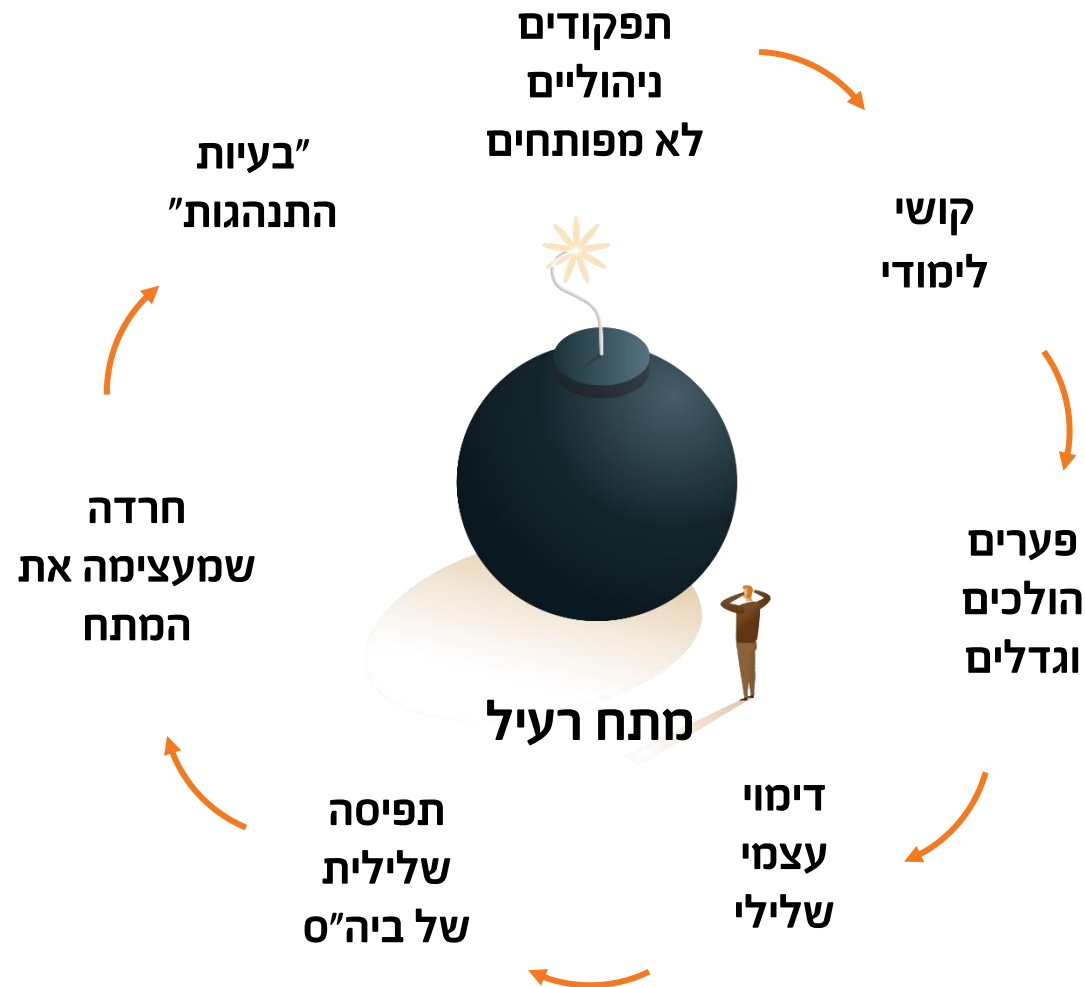 תפקודים
ניהוליים
לא מפותחים
קושי
לימודי
פערים
הולכים
וגדלים
דימוי
עצמי
שלילי
תפיסה
שלילית
של ביה"ס
חרדה
שמעצימה את
המתח
"בעיות
התנהגות"
מתח רעיל